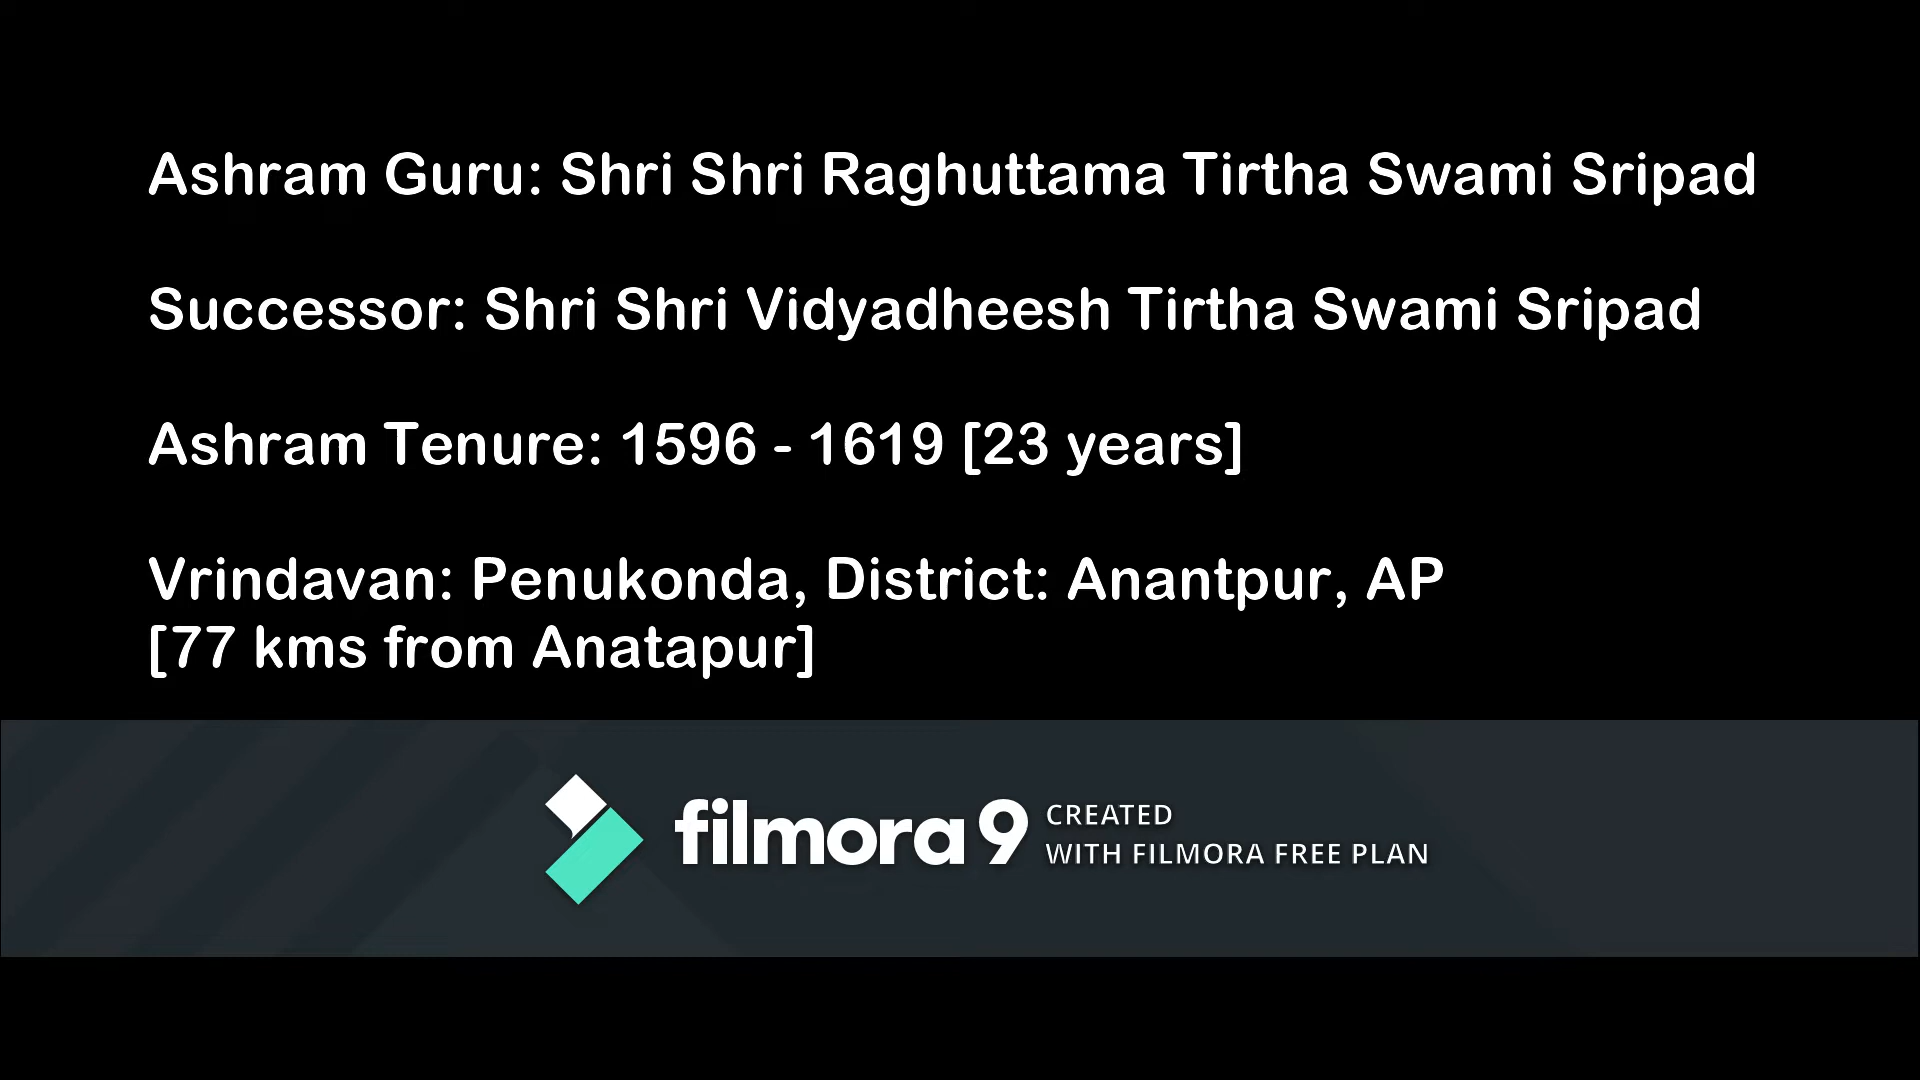 Ashram Guru: Shri Shri Raghuttama Tirtha Swami Sripad
Successor: Shri Shri Vidyadheesh Tirtha Swami Sripad
Ashram Tenure: 1596 - 1619 [23 years]
Vrindavan: Penukonda, District: Anantpur, AP
[77 kms from Anatapur]
filmora 9 CREATED
WITH FILMORA FREE PLAN